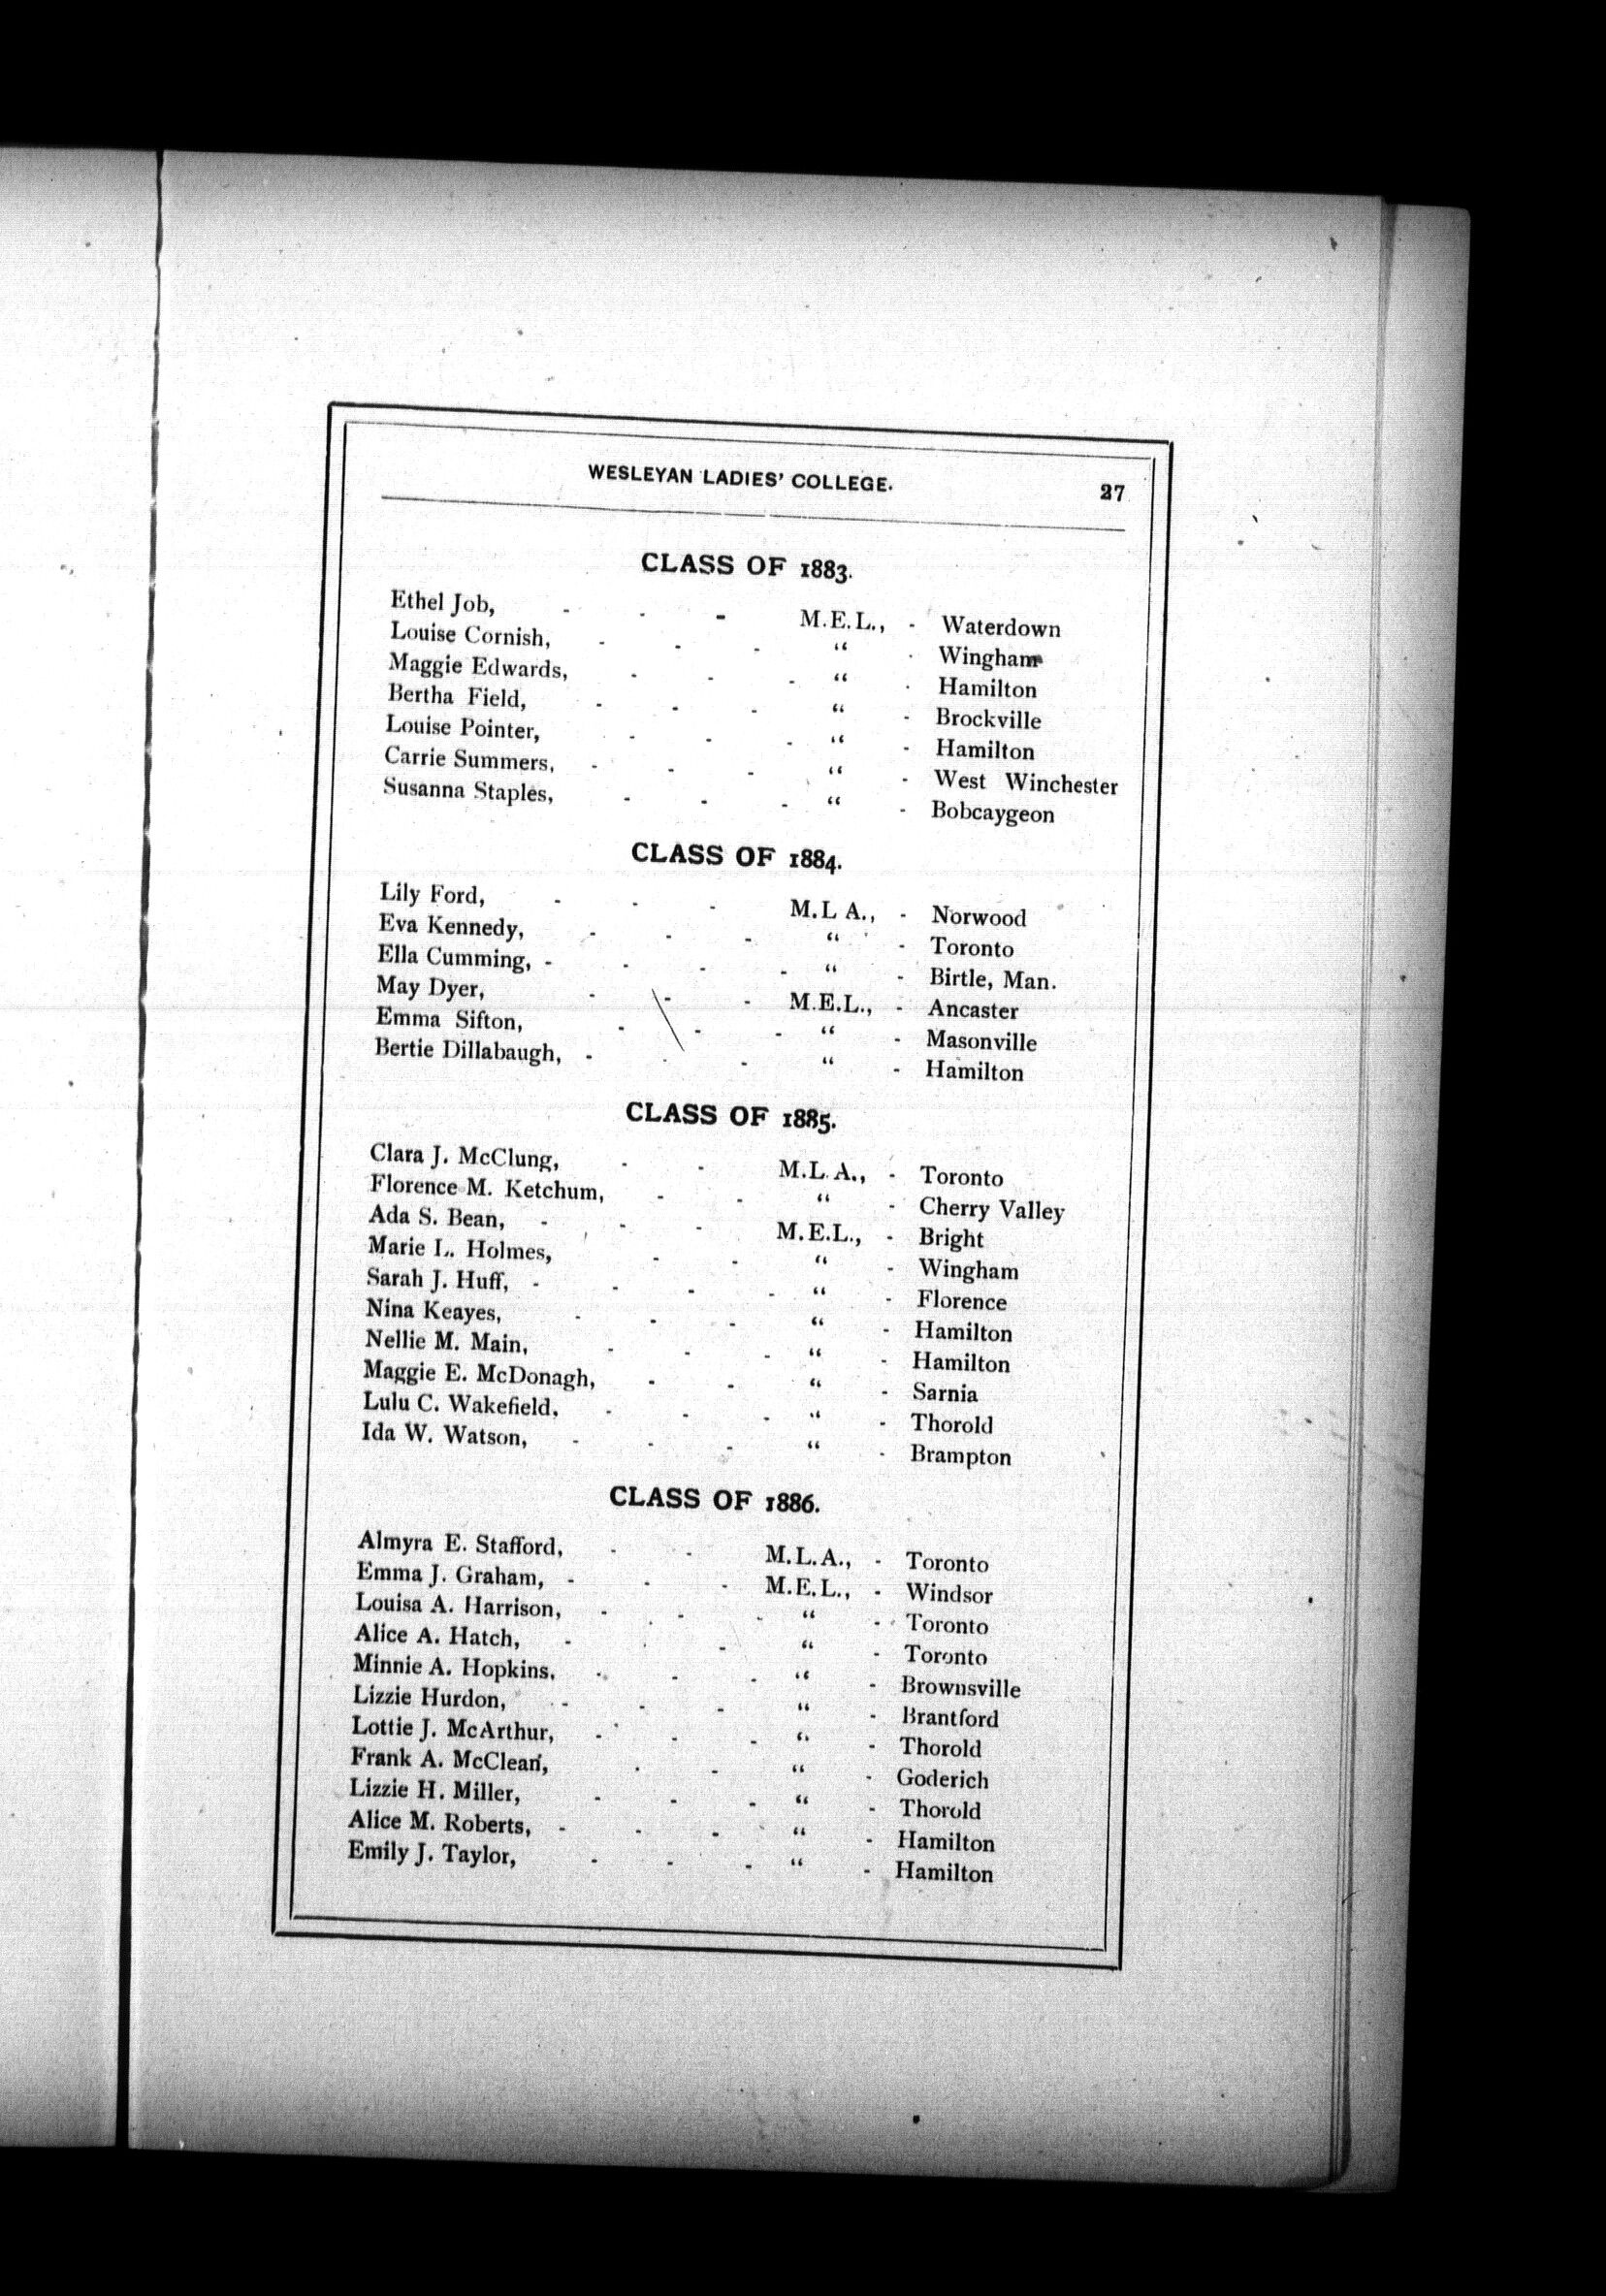 WESLEYAN LADIES' COLLEGE. 27
CLASS OF 1883.
Ethel Job, - - - M.E.L., - Waterdown
Louise Cornish, - - - “ - Wingham
Maggie Edwards, - - - “ - Hamilton
Bertha Field, - - - “ - Brockville
Louise Pointer, - - - “ - Hamilton
Carrie Summers, - - - “ - West Winchester
Susanna Staples, - - - “ - Bobcaygeon
CLASS OF 1884.
Lily Ford, - - - M.L A., - Norwood
Eva Kennedy, - - - “ - Toronto
Ella Cumming, - - - - “ - Birtle, Man.
May Dyer, - - - M.E.L., - Ancaster
Emma Sifton, - - - “ - Masonville
Bertie Dillabaugh, - - - “ - Hamilton
CLASS OF 1885.
Clara J. McClung, - - M.L.A., - Toronto
Florence M. Ketchum, - - “ - Cherry Valley
Ada S. Bean, - - - M.E.L., - Bright
Marie L. Holmes, - - “ - Wingham
Sarah J. Huff, - - - - “ - Florence
Nina Keayes, - - - “ - Hamilton
Nellie M. Main, - - - “ - Hamilton
Maggie E. McDonagh, - - “ - Sarnia
Lulu C. Wakefield, - - - “ - Thorold
Ida W. Watson, - - - “ - Brampton
CLASS OF 1886.
Almyra E. Stafford, - - M.L.A., - Toronto
Emma J. Graham, - - - M.E.L., - Windsor
Louisa A. Harrison, - - - “ - Toronto
Alice A. Hatch, - - - “ - Toronto
Minnie A. Hopkins, - - - “ - Brownsville
Lizzie Hurdon, - - - “ - Brantford
Lottie J. McArthur, - - - “ - Thorold
Frank A. McClean, - - “ - Goderich
Lizzie H. Miller, - - - “ - Thorold
Alice M. Roberts, - - - “ - Hamilton
Emily J. Taylor, - - - “ - Hamilton